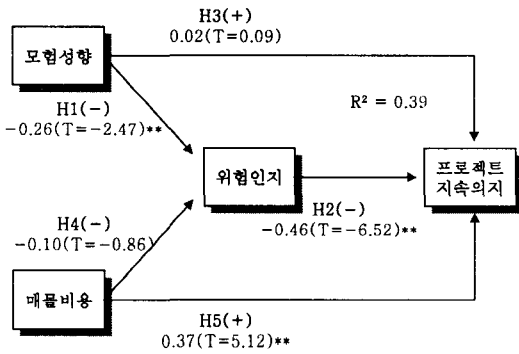 H3(+)
0.02(T=0.09)
모험성향
R² = 0.39
H1(-)
-0.26(T=-2.47)**
위험인지
프로젝트
지속의지
H2(-)
-0.46(T=-6.52)**
H4(-)
-0.10(T=-0.86)
매몰비용
H5(+)
0.37(T=5.12)**